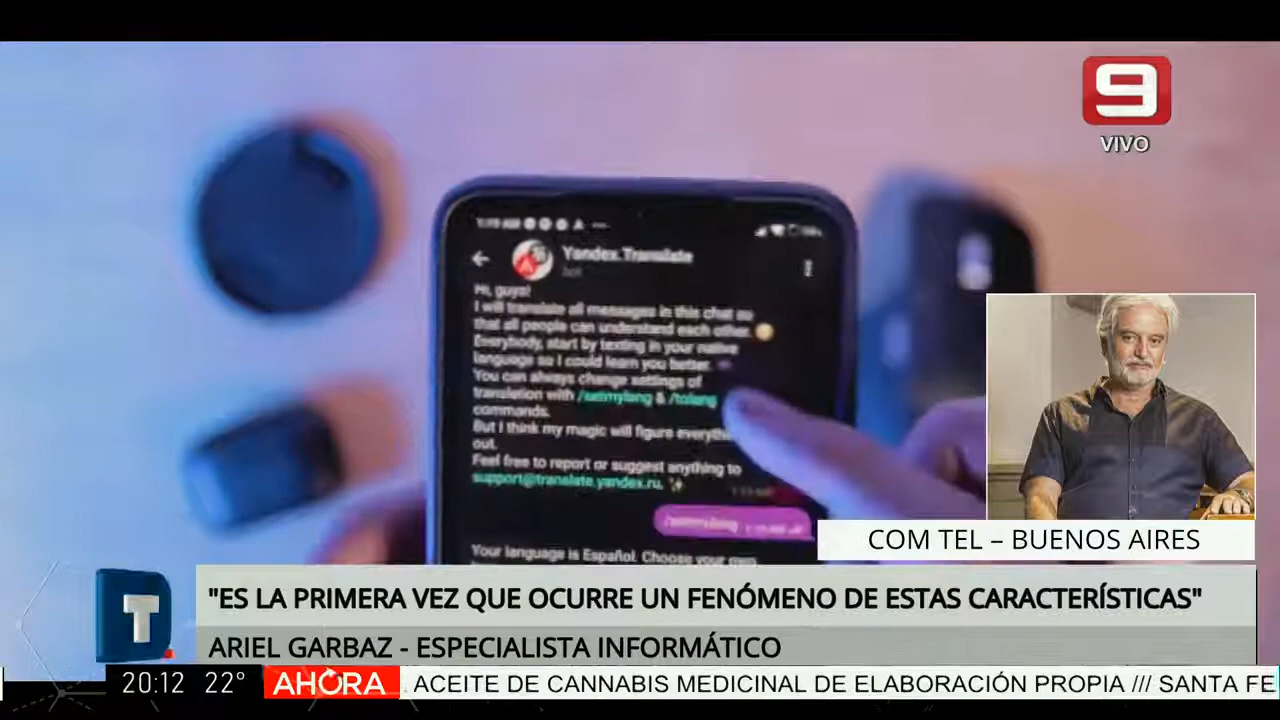 9
VIVO
Yandex.Translate
bot
Hi, guys!
I will translate all messages in this chat so
that all people can understand each other.
Everybody, start by texting in your native
language so I could learn you better.
You can always change settings of
translation with /setmylang & /tolang
commands.
But I think my magic will figure everythi
out.
Feel free to report or suggest anything to
support@translate.yandex.ru.
/setmylang
Your language is Español. Choose your own
COM TEL – BUENOS AIRES
"ES LA PRIMERA VEZ QUE OCURRE UN FENÓMENO DE ESTAS CARACTERÍSTICAS"
T
ARIEL GARBAZ - ESPECIALISTA INFORMÁTICO
20:12 22° AHORA ACEITE DE CANNABIS MEDICINAL DE ELABORACIÓN PROPIA /// SANTA FE